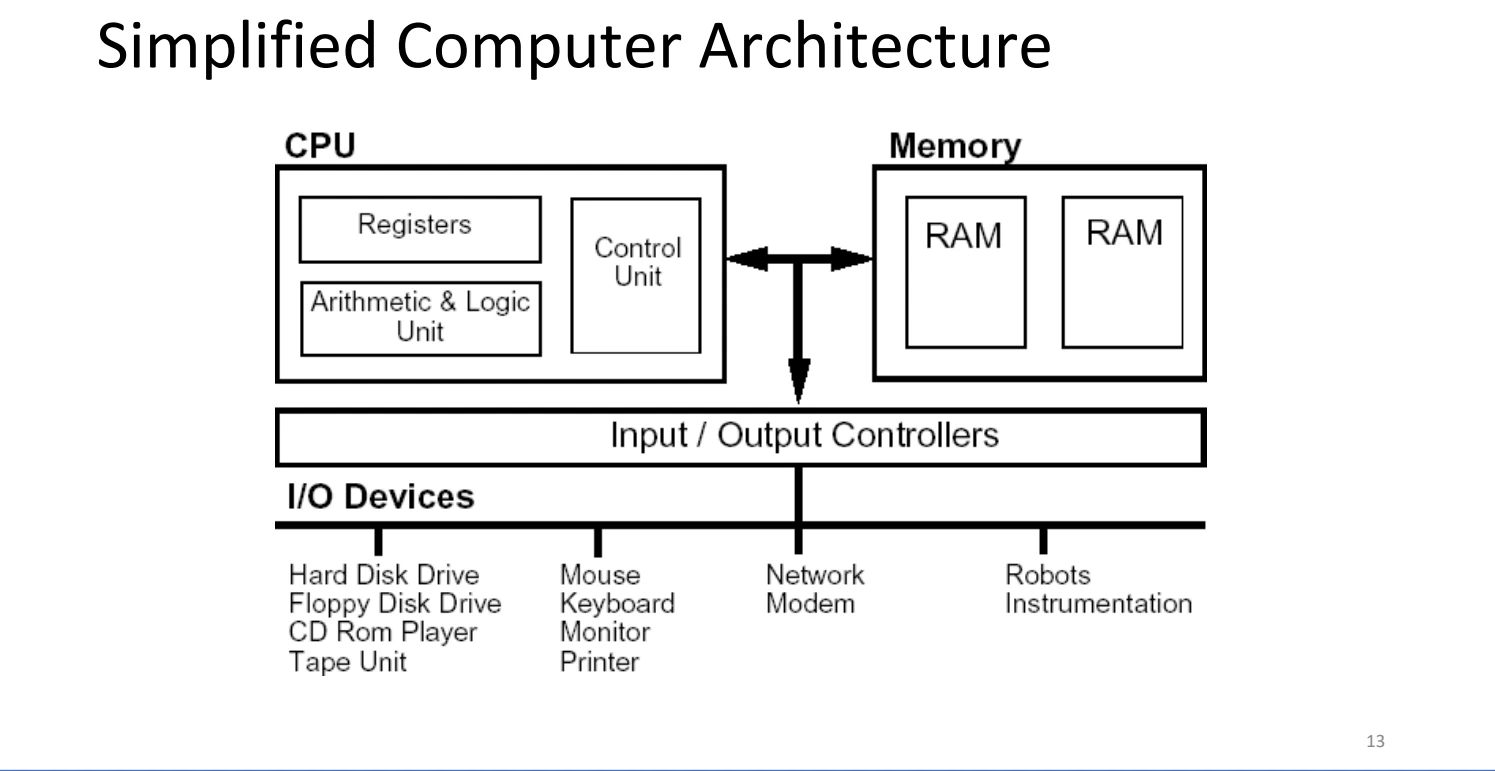 Simplified Computer Architecture
CPU
Registers
Arithmetic & Logic
Unit
Control
Unit
Memory
RAM
RAM
Input / Output Controllers
I/O Devices
Hard Disk Drive
Floppy Disk Drive
CD Rom Player
Tape Unit
Mouse
Keyboard
Monitor
Printer
Network
Modem
Robots
Instrumentation
13